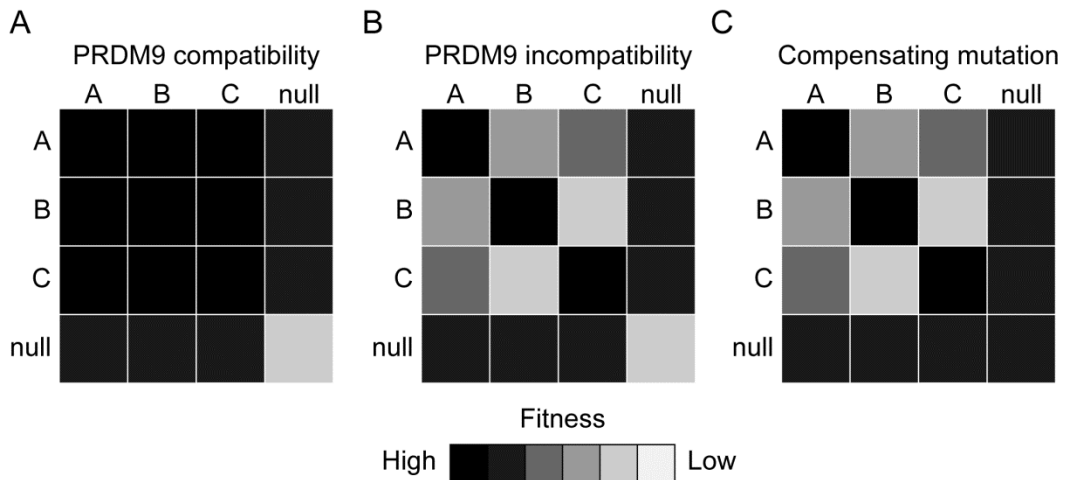 A
PRDM9 compatibility
A B C null
A
B
C
null
B
PRDM9 incompatibility
A B C null
A
B
C
null
C
Compensating mutation
A B C null
A
B
C
null
Fitness
High Low